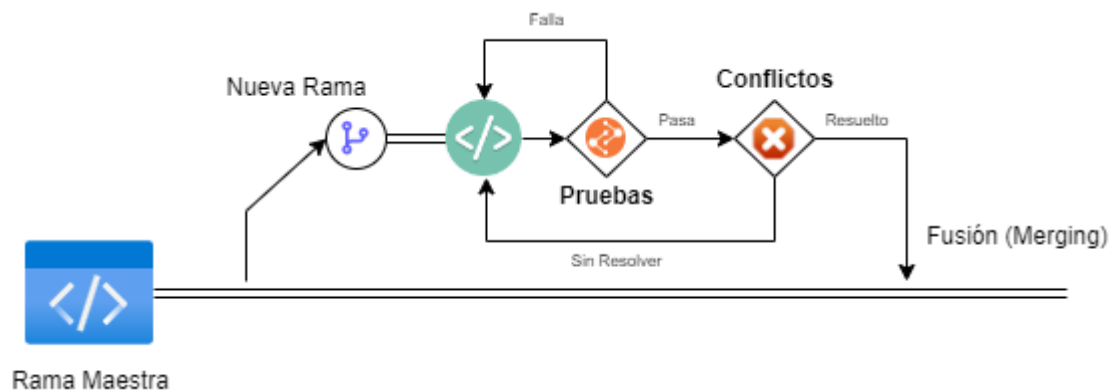 Falla
Nueva Rama
Conflictos
Pasa
Resuelto
Pruebas
Sin Resolver
Fusión (Merging)
Rama Maestra